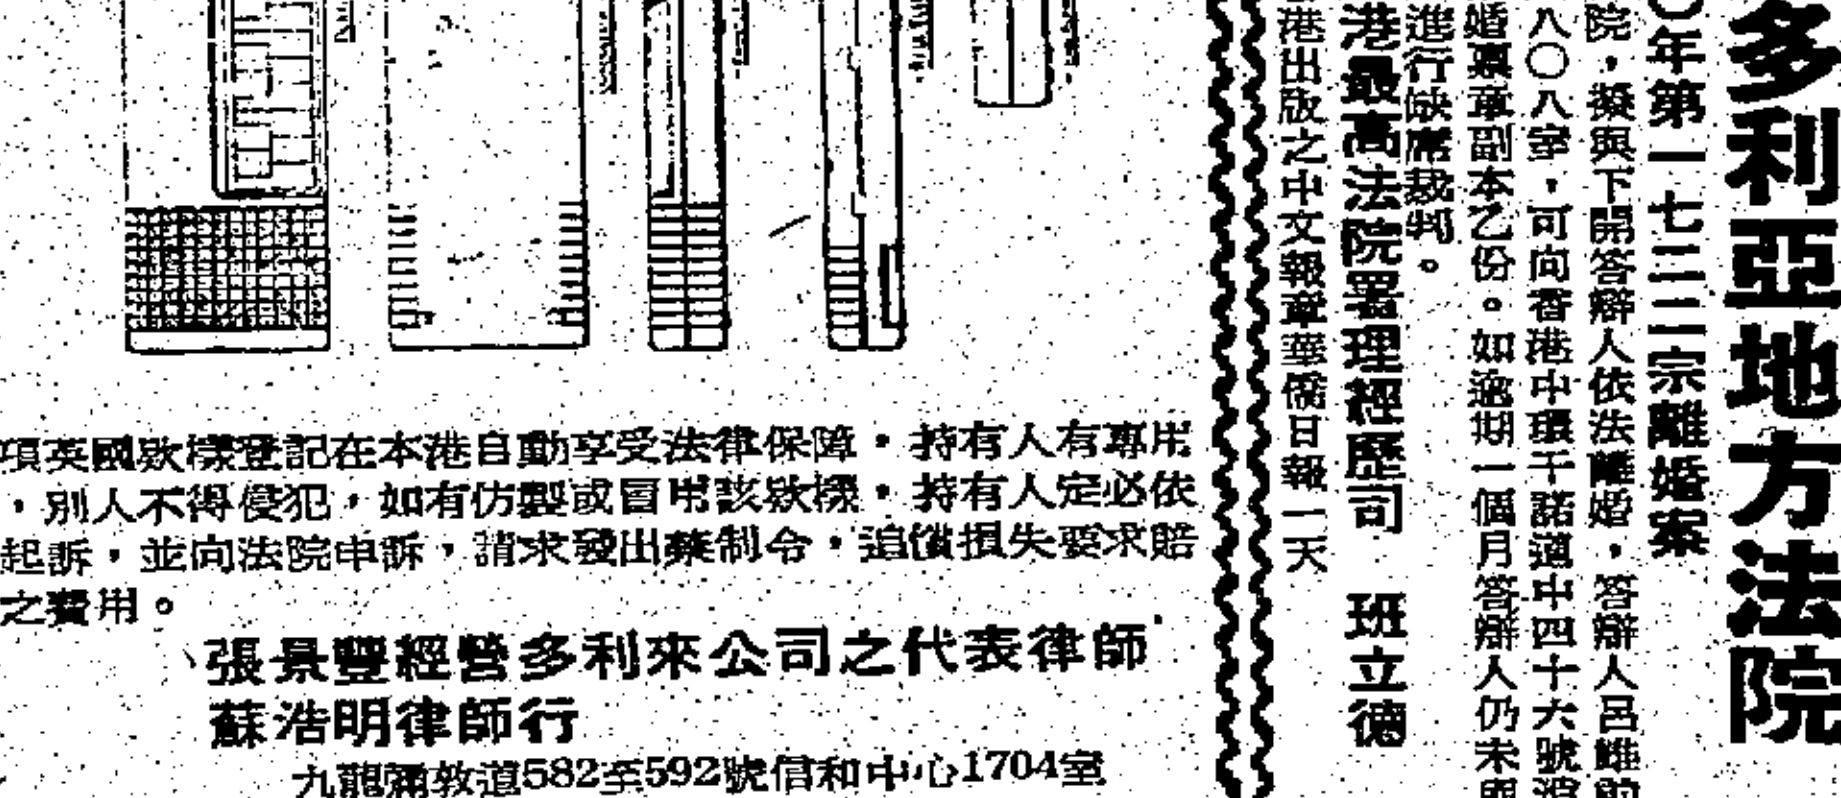 多利亞地方法院
年第一七二二宗離婚案
院，擬與下開答辯人依法離婚，答辯人呂
八〇八室，可向香港中環干諾道中四十六號
婚稟章副本乙份。如逾期一個月答辯人仍未
進行缺席裁判。
港最高法院署理經歷司 班立德
港出版之中文報章華僑日報一天
項英國款樣登記在本港自動享受法律保障，持有人有專用
，別人不得侵犯，如有仿製或冒用該款樣，持有人定必依
起訴，並向法院申訴，請求發出禁制令，追償損失要求賠
之費用。
張景豐經營多利來公司之代表律師
蘇浩明律師行
九龍彌敦道582至592號信和中心1704室